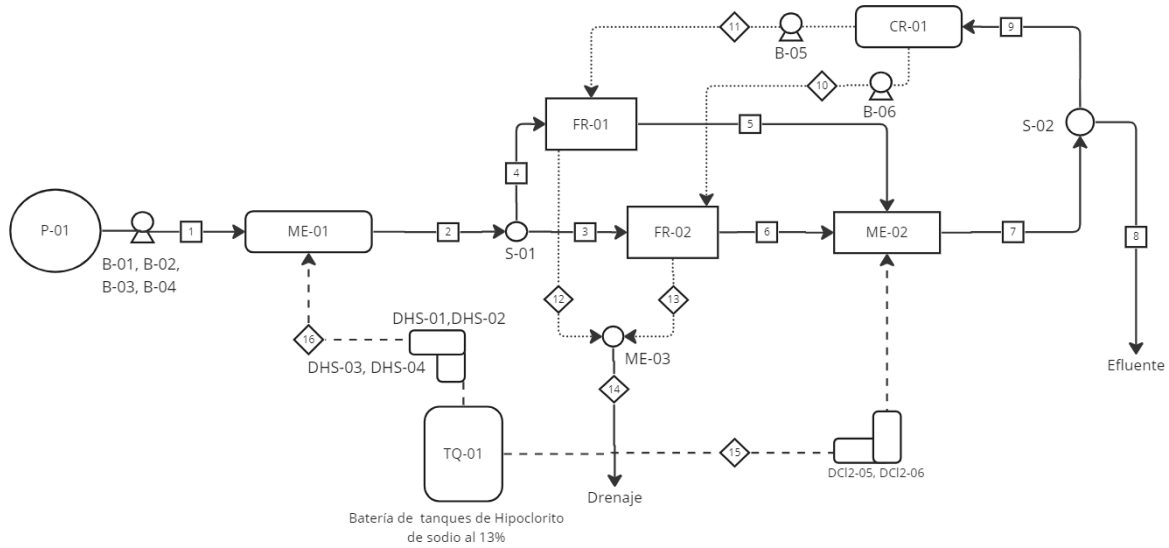 11
B-05
CR-01
9
10
B-06
FR-01
5
S-02
4
P-01
1
ME-01
2
S-01
3
FR-02
6
ME-02
7
8
B-01, B-02,
B-03, B-04
12
13
DHS-01,DHS-02
16
DHS-03, DHS-04
ME-03
Efluente
14
TQ-01
15
DCl2-05, DCl2-06
Drenaje
Batería de tanques de Hipoclorito
de sodio al 13%